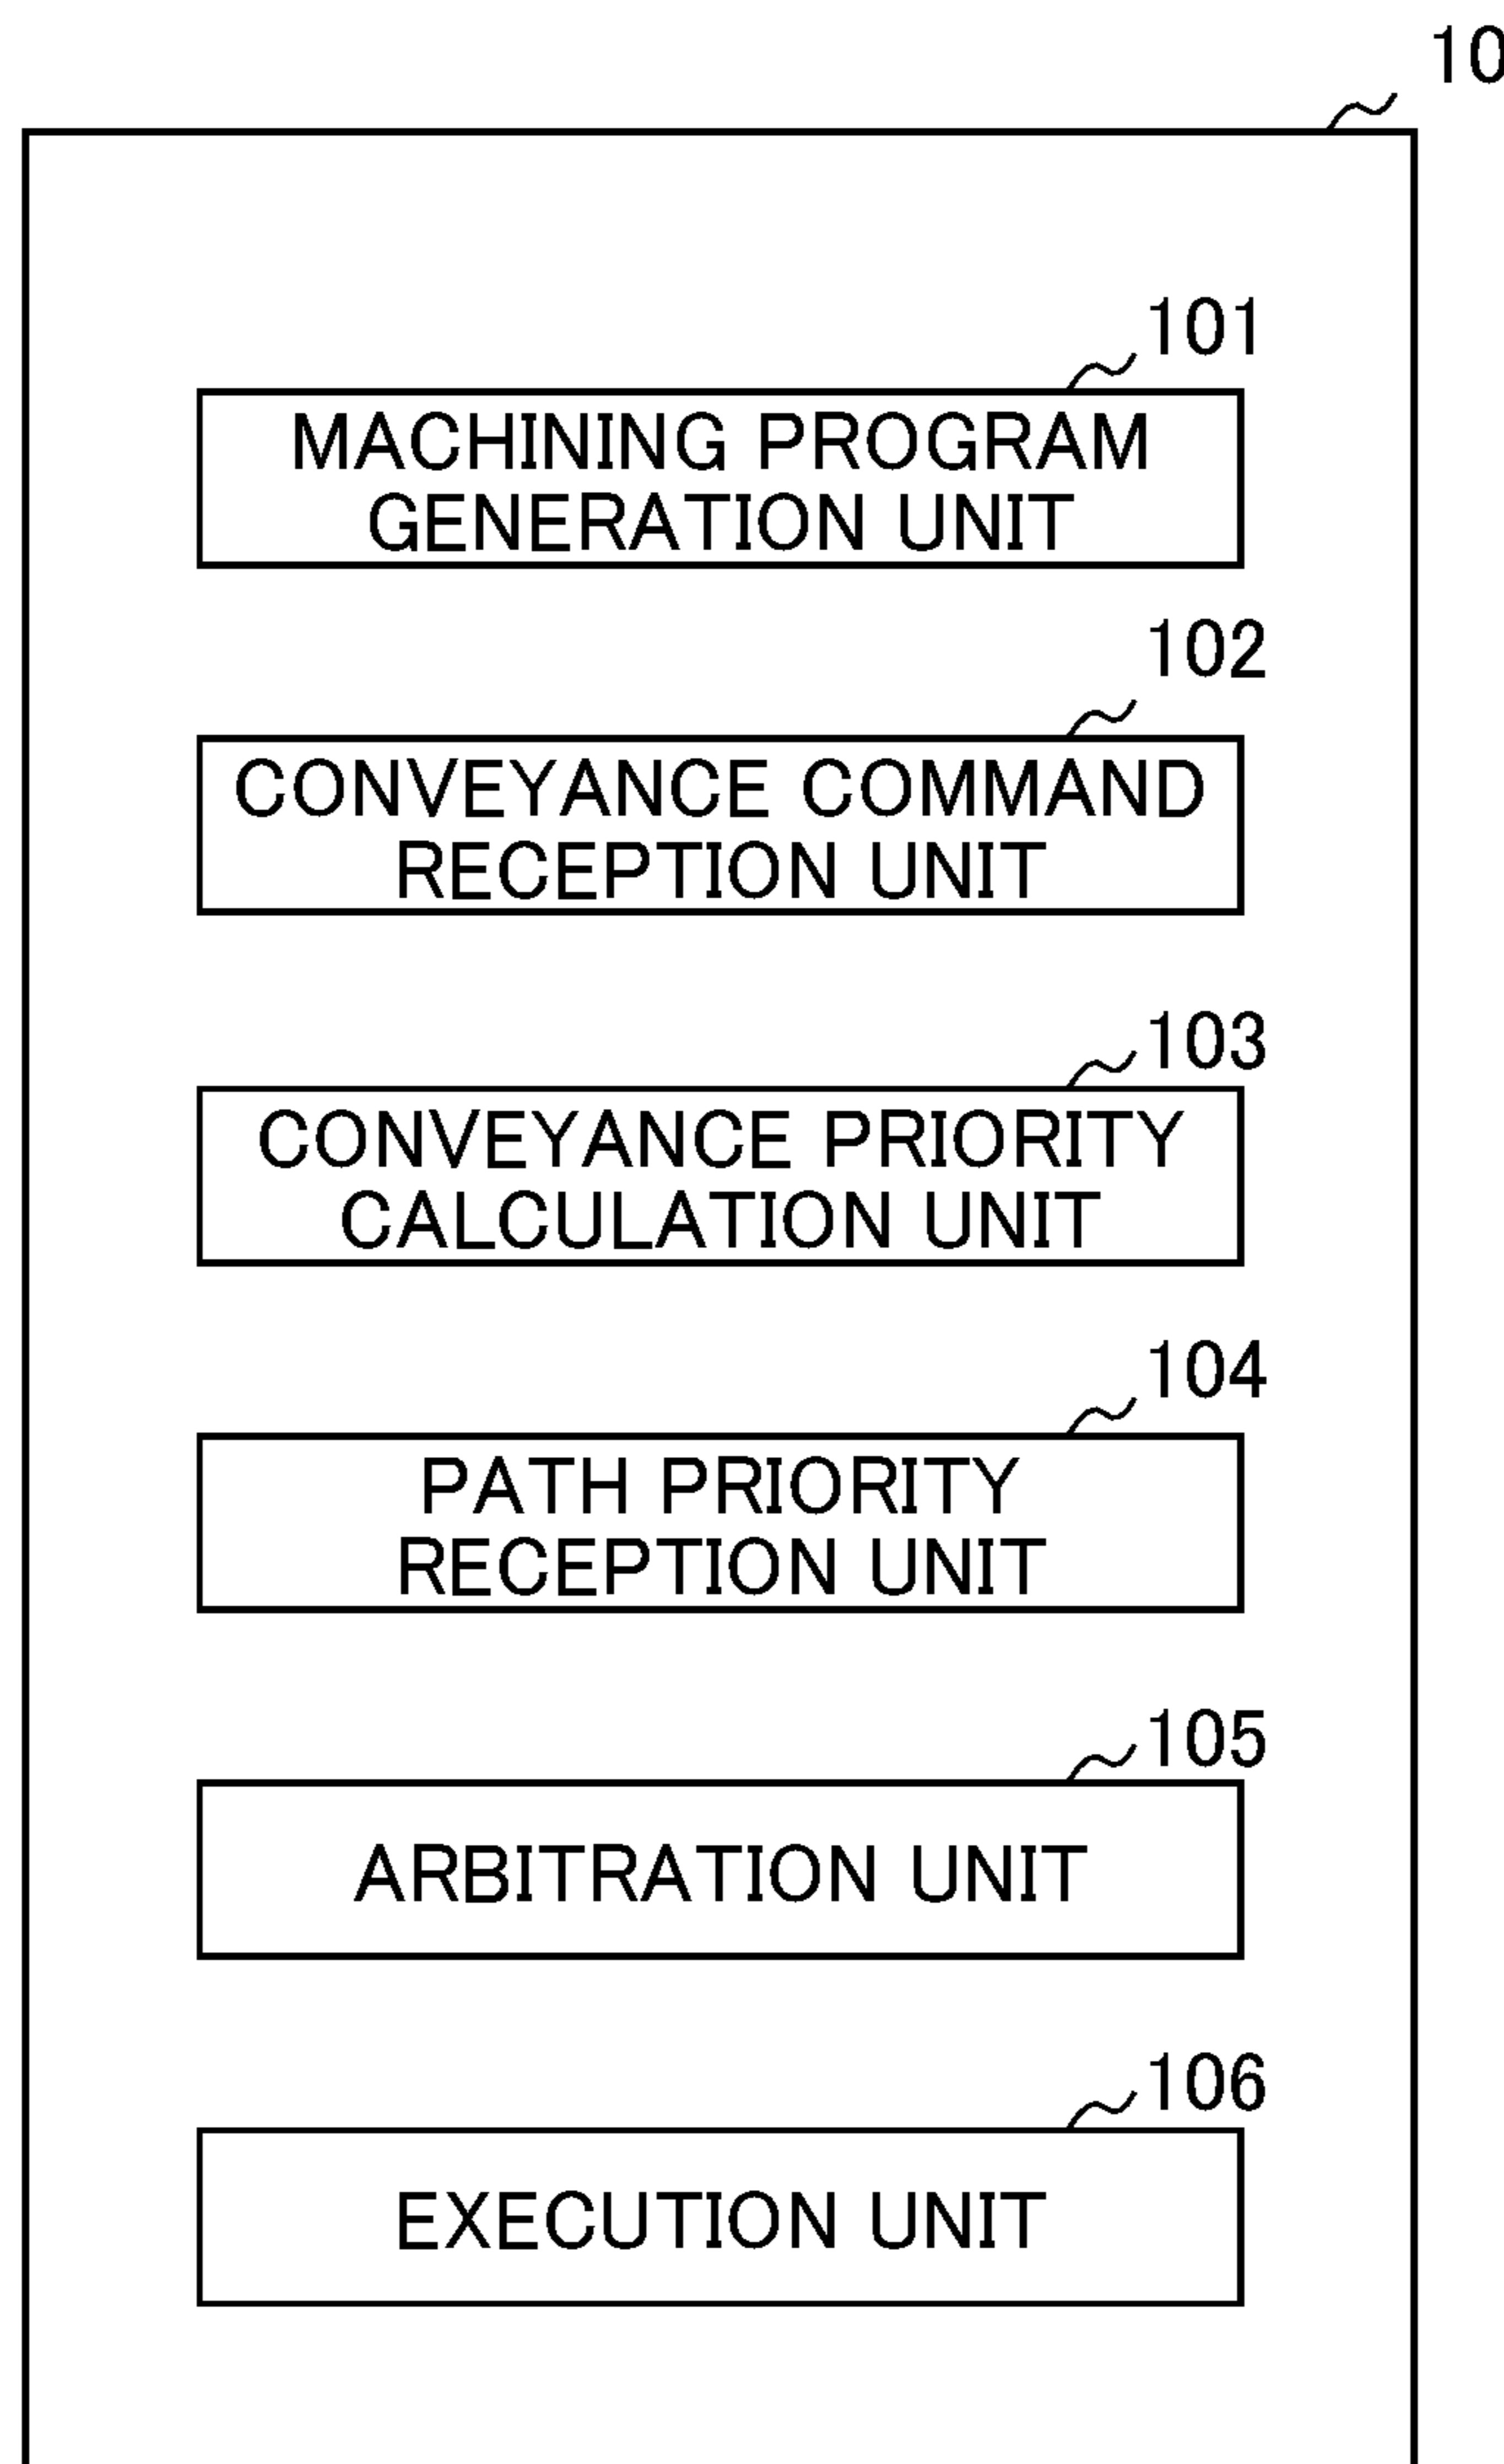 10
101
MACHINING PROGRAM
GENERATION UNIT
102
CONVEYANCE COMMAND
RECEPTION UNIT
103
CONVEYANCE PRIORITY
CALCULATION UNIT
104
PATH PRIORITY
RECEPTION UNIT
105
ARBITRATION UNIT
106
EXECUTION UNIT